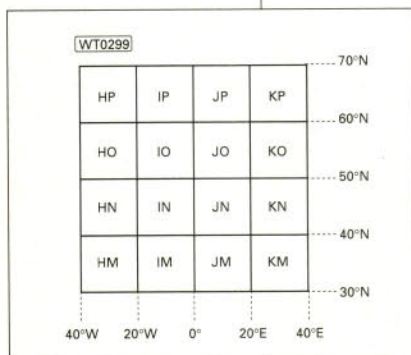 WT0299
70°N
HP IP JP KP
60°N
HO IO JO KO
50°N
HN IN JN KN
40°N
HM IM JM KM
30°N
40°W 20°W 0° 20°E 40°E